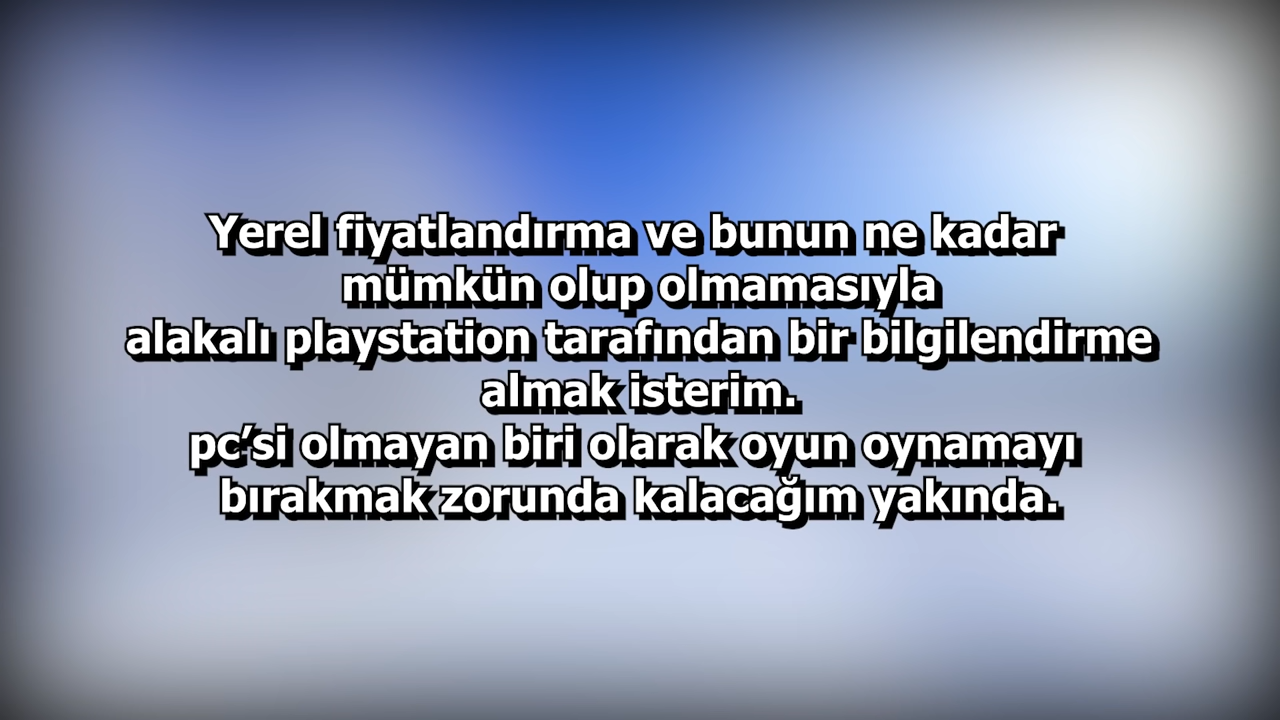 Yerel fiyatlandırma ve bunun ne kadar
mümkün olup olmamasıyla
alakalı playstation tarafından bir bilgilendirme
almak isterim.
pc’si olmayan biri olarak oyun oynamayı
bırakmak zorunda kalacağım yakında.